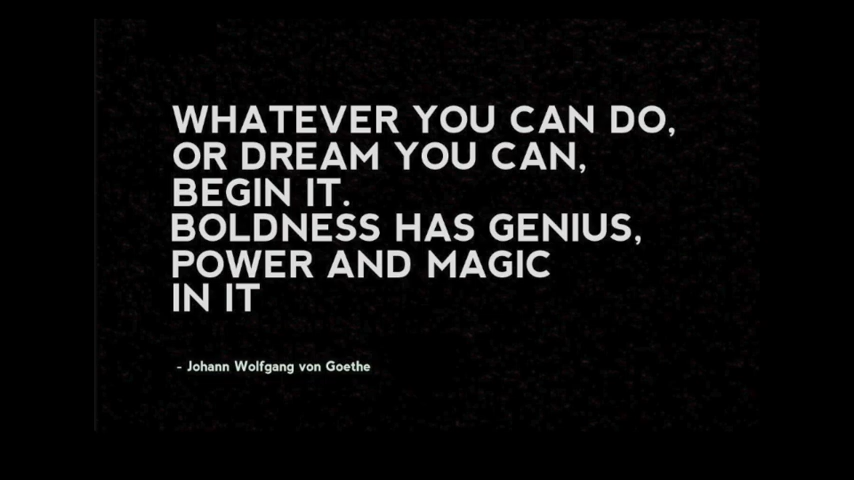 WHATEVER YOU CAN DO,
OR DREAM YOU CAN,
BEGIN IT.
BOLDNESS HAS GENIUS,
POWER AND MAGIC
IN IT
- Johann Wolfgang von Goethe